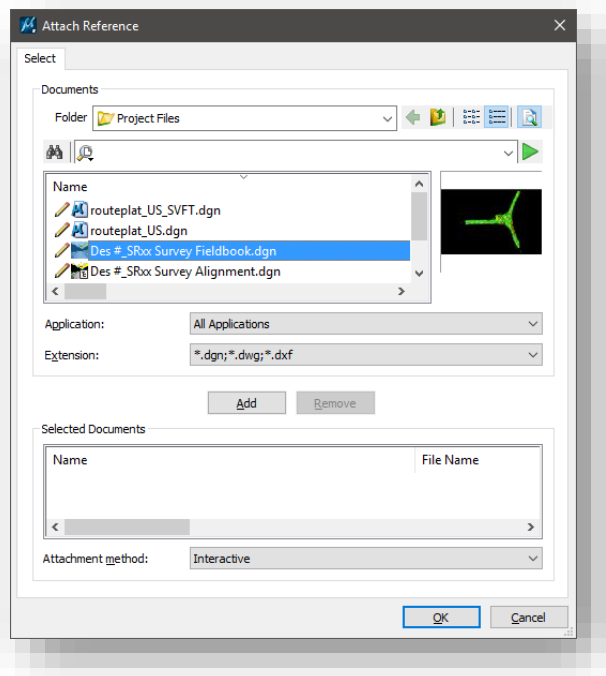 Attach Reference
Select
Documents
Folder Project Files
Name
routeplat_US_SVFT.dgn
routeplat_US.dgn
Des #_SRxx Survey Fieldbook.dgn
Des #_SRxx Survey Alignment.dgn
Application: All Applications
Extension: *.dgn;*.dwg;*.dxf
Add Remove
Selected Documents
Name File Name
Attachment method: Interactive
OK Cancel